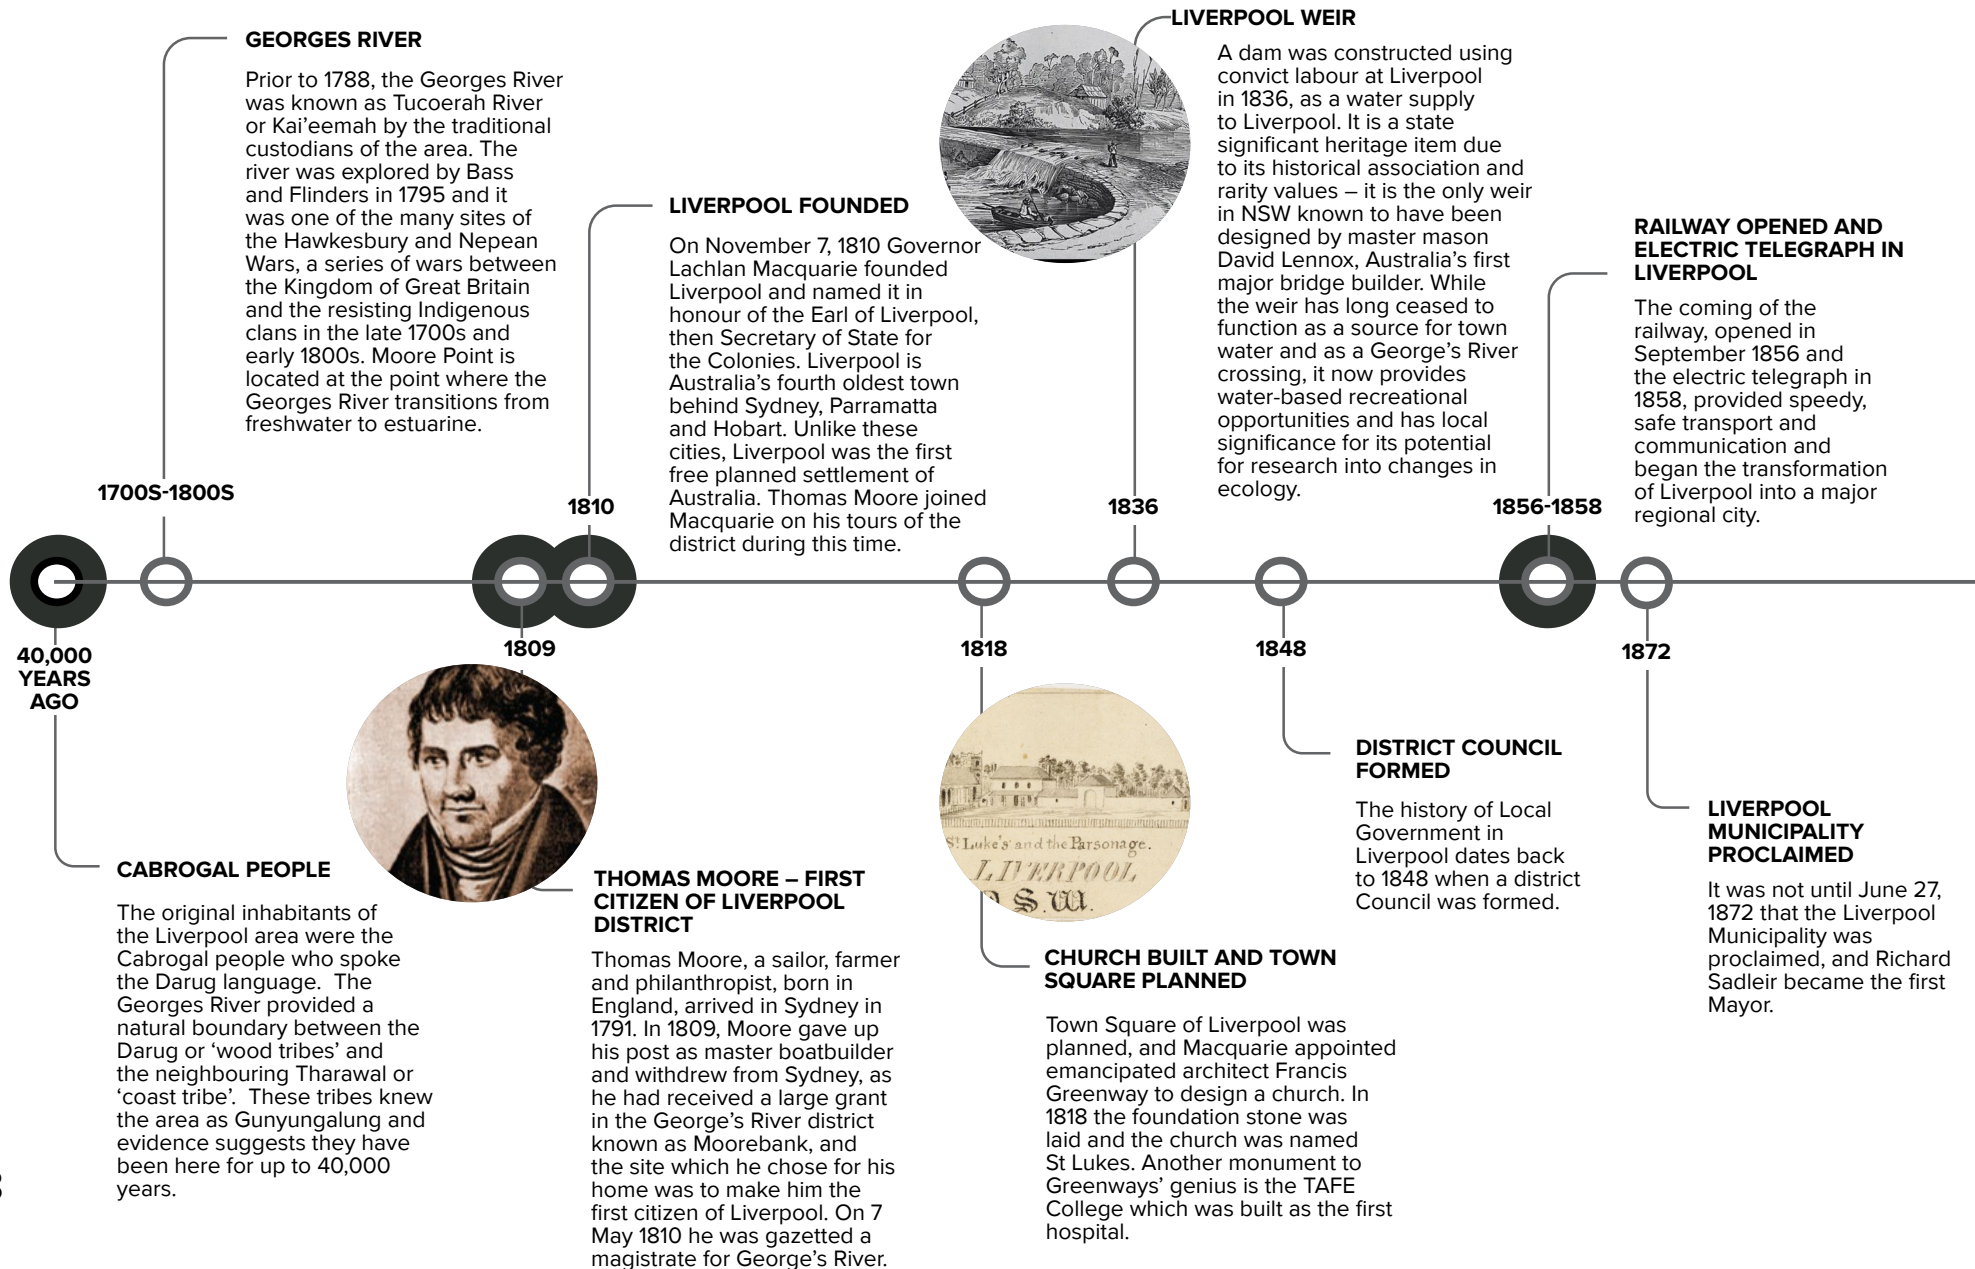 GEORGES RIVER
Prior to 1788, the Georges River
was known as Tucoerah River
or Kai’eemah by the traditional
custodians of the area. The
river was explored by Bass
and Flinders in 1795 and it
was one of the many sites of
the Hawkesbury and Nepean
Wars, a series of wars between
the Kingdom of Great Britain
and the resisting Indigenous
clans in the late 1700s and
early 1800s. Moore Point is
located at the point where the
Georges River transitions from
freshwater to estuarine.
1700S-1800S
LIVERPOOL FOUNDED
On November 7, 1810 Governor
Lachlan Macquarie founded
Liverpool and named it in
honour of the Earl of Liverpool,
then Secretary of State for
the Colonies. Liverpool is
Australia’s fourth oldest town
behind Sydney, Parramatta
and Hobart. Unlike these
cities, Liverpool was the first
free planned settlement of
Australia. Thomas Moore joined
Macquarie on his tours of the
district during this time.
1810
LIVERPOOL WEIR
A dam was constructed using
convict labour at Liverpool
in 1836, as a water supply
to Liverpool. It is a state
significant heritage item due
to its historical association and
rarity values – it is the only weir
in NSW known to have been
designed by master mason
David Lennox, Australia’s first
major bridge builder. While
the weir has long ceased to
function as a source for town
water and as a George’s River
crossing, it now provides
water-based recreational
opportunities and has local
significance for its potential
for research into changes in
ecology.
1836
RAILWAY OPENED AND
ELECTRIC TELEGRAPH IN
LIVERPOOL
The coming of the
railway, opened in
September 1856 and
the electric telegraph in
1858, provided speedy,
safe transport and
communication and
began the transformation
of Liverpool into a major
regional city.
1856-1858
40,000
YEARS
AGO
CABROGAL PEOPLE
The original inhabitants of
the Liverpool area were the
Cabrogal people who spoke
the Darug language.  The
Georges River provided a
natural boundary between the
Darug or ‘wood tribes’ and
the neighbouring Tharawal or
‘coast tribe’.  These tribes knew
the area as Gunyungalung and
evidence suggests they have
been here for up to 40,000
years.
1809
THOMAS MOORE – FIRST
CITIZEN OF LIVERPOOL
DISTRICT
Thomas Moore, a sailor, farmer
and philanthropist, born in
England, arrived in Sydney in
1791. In 1809, Moore gave up
his post as master boatbuilder
and withdrew from Sydney, as
he had received a large grant
in the George’s River district
known as Moorebank, and
the site which he chose for his
home was to make him the
first citizen of Liverpool. On 7
May 1810 he was gazetted a
magistrate for George’s River.
1818
St Luke's and the Parsonage.
LIVERPOOL
S.W.
CHURCH BUILT AND TOWN
SQUARE PLANNED
Town Square of Liverpool was
planned, and Macquarie appointed
emancipated architect Francis
Greenway to design a church. In
1818 the foundation stone was
laid and the church was named
St Lukes. Another monument to
Greenways’ genius is the TAFE
College which was built as the first
hospital.
1848
DISTRICT COUNCIL
FORMED
The history of Local
Government in
Liverpool dates back
to 1848 when a district
Council was formed.
1872
LIVERPOOL
MUNICIPALITY
PROCLAIMED
It was not until June 27,
1872 that the Liverpool
Municipality was
proclaimed, and Richard
Sadleir became the first
Mayor.